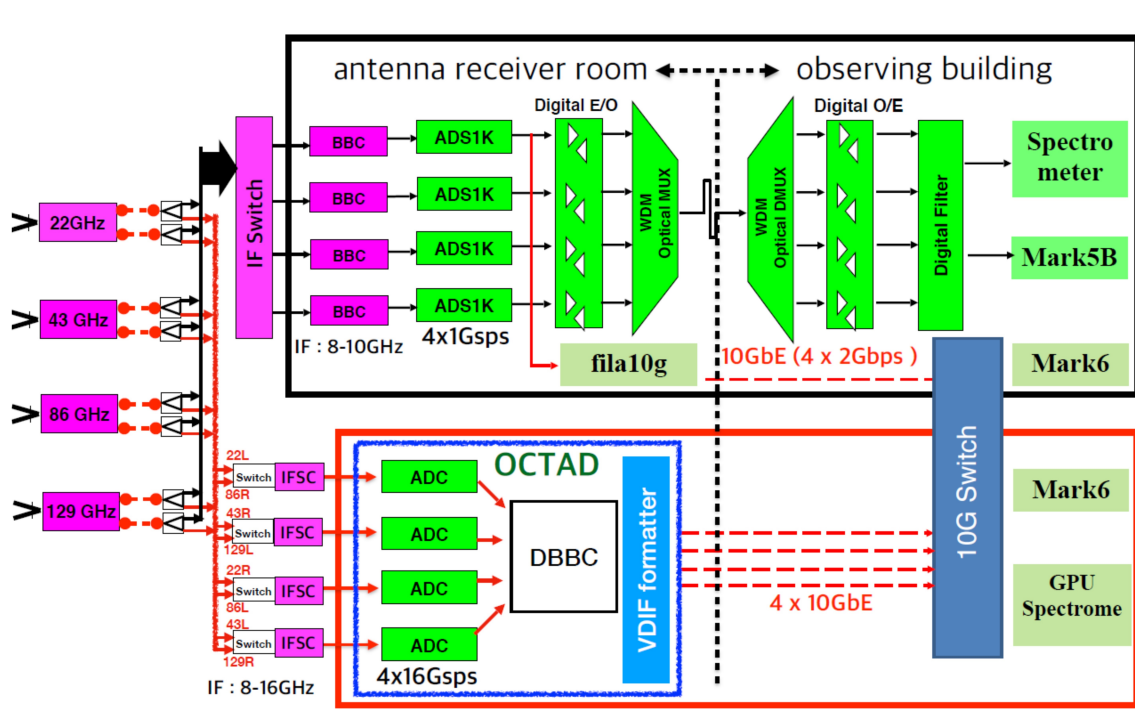 antenna receiver room
observing building
Digital E/O
Digital O/E
22GHz
43 GHz
86 GHz
129 GHz
IF Switch
BBC
BBC
BBC
BBC
ADS1K
ADS1K
ADS1K
ADS1K
WDM
Optical MUX
WDM
Optical DMUX
Digital Filter
Spectro
meter
Mark5B
IF : 8-10GHz
4x1Gsps
fila10g
10GbE (4 x 2Gbps )
Mark6
22L
Switch
IFSC
86R
43R
Switch
IFSC
129L
22R
Switch
IFSC
86L
43L
Switch
IFSC
129R
IF : 8-16GHz
OCTAD
ADC
ADC
ADC
ADC
4x16Gsps
DBBC
VDIF formatter
4 x 10GbE
10G Switch
Mark6
GPU
Spectrome